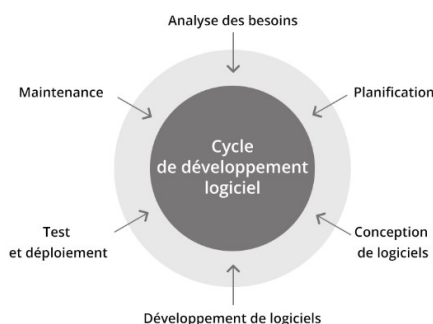 Analyse des besoins
Maintenance
Planification
Cycle
de développement
logiciel
Test
et déploiement
Conception
de logiciels
Développement de logiciels